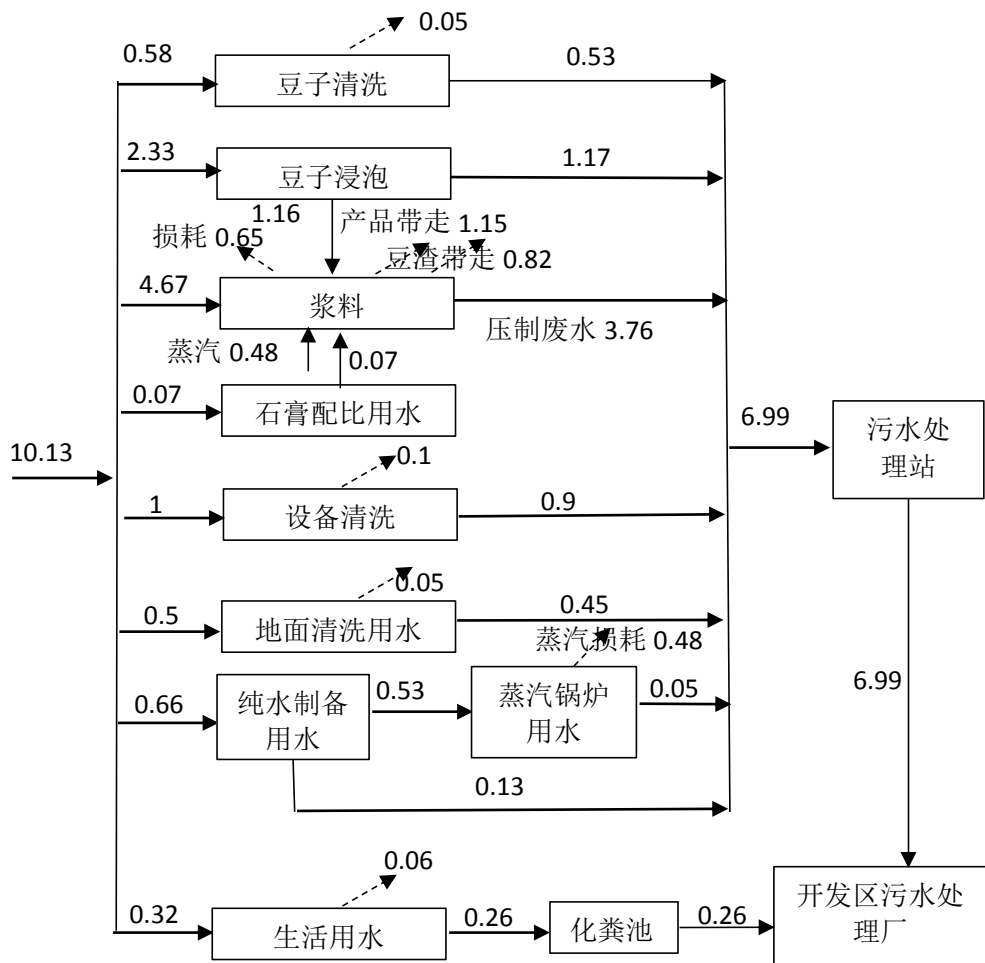 0.05
0.58
豆子清洗
0.53
2.33
豆子浸泡
1.17
1.16
产品带走 1.15
损耗 0.65
豆渣带走 0.82
4.67
浆料
压制废水 3.76
蒸汽 0.48
0.07
0.07
石膏配比用水
6.99
污水处
理站
10.13
0.1
1
设备清洗
0.9
0.05
0.5
地面清洗用水
0.45
蒸汽损耗 0.48
0.66
纯水制备
用水
0.53
蒸汽锅炉
用水
0.05
6.99
0.13
0.06
0.32
生活用水
0.26
化粪池
0.26
开发区污水处
理厂